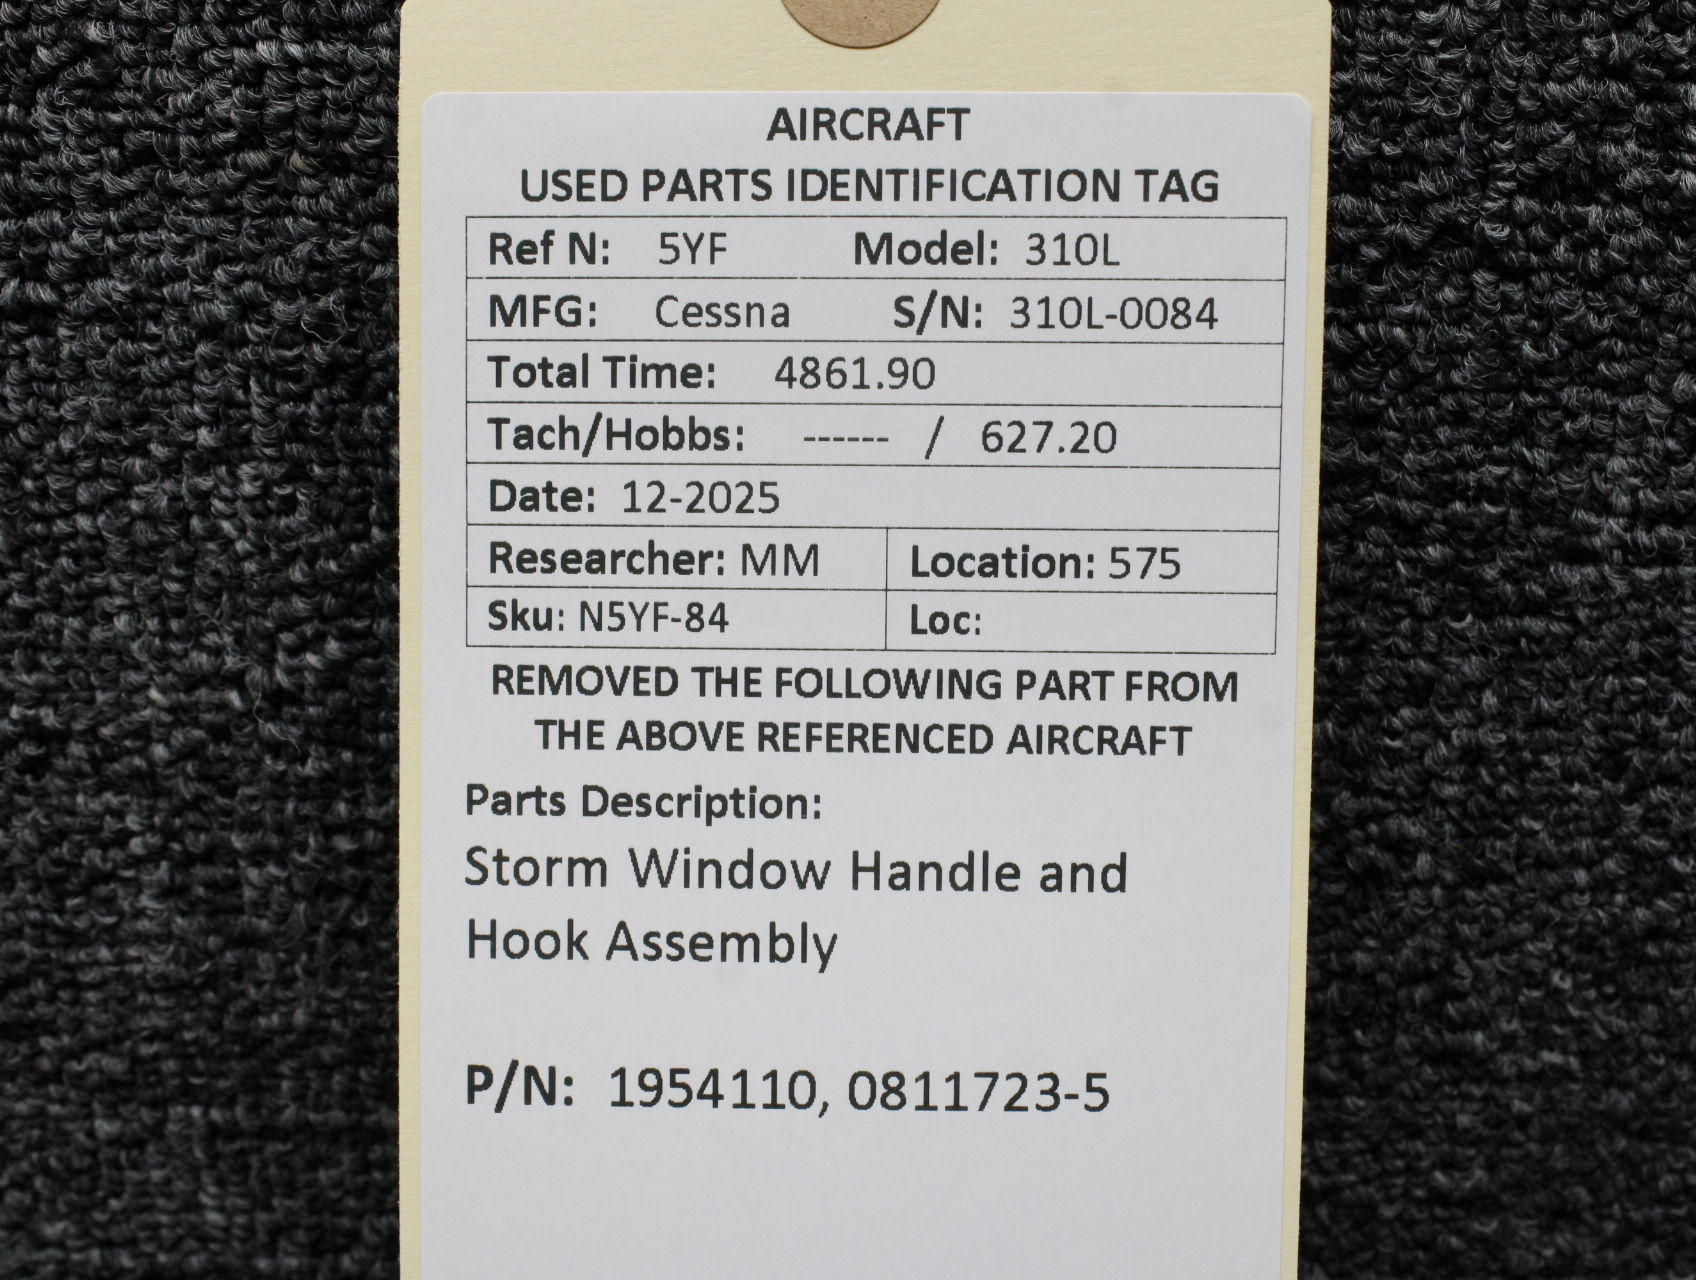 AIRCRAFT
USED PARTS IDENTIFICATION TAG
Ref N: 5YF Model: 310L
MFG: Cessna S/N: 310L-0084
Total Time: 4861.90
Tach/Hobbs: ------ / 627.20
Date: 12-2025
Researcher: MM Location: 575
Sku: N5YF-84 Loc:
REMOVED THE FOLLOWING PART FROM
THE ABOVE REFERENCED AIRCRAFT
Parts Description:
Storm Window Handle and
Hook Assembly
P/N: 1954110, 0811723-5